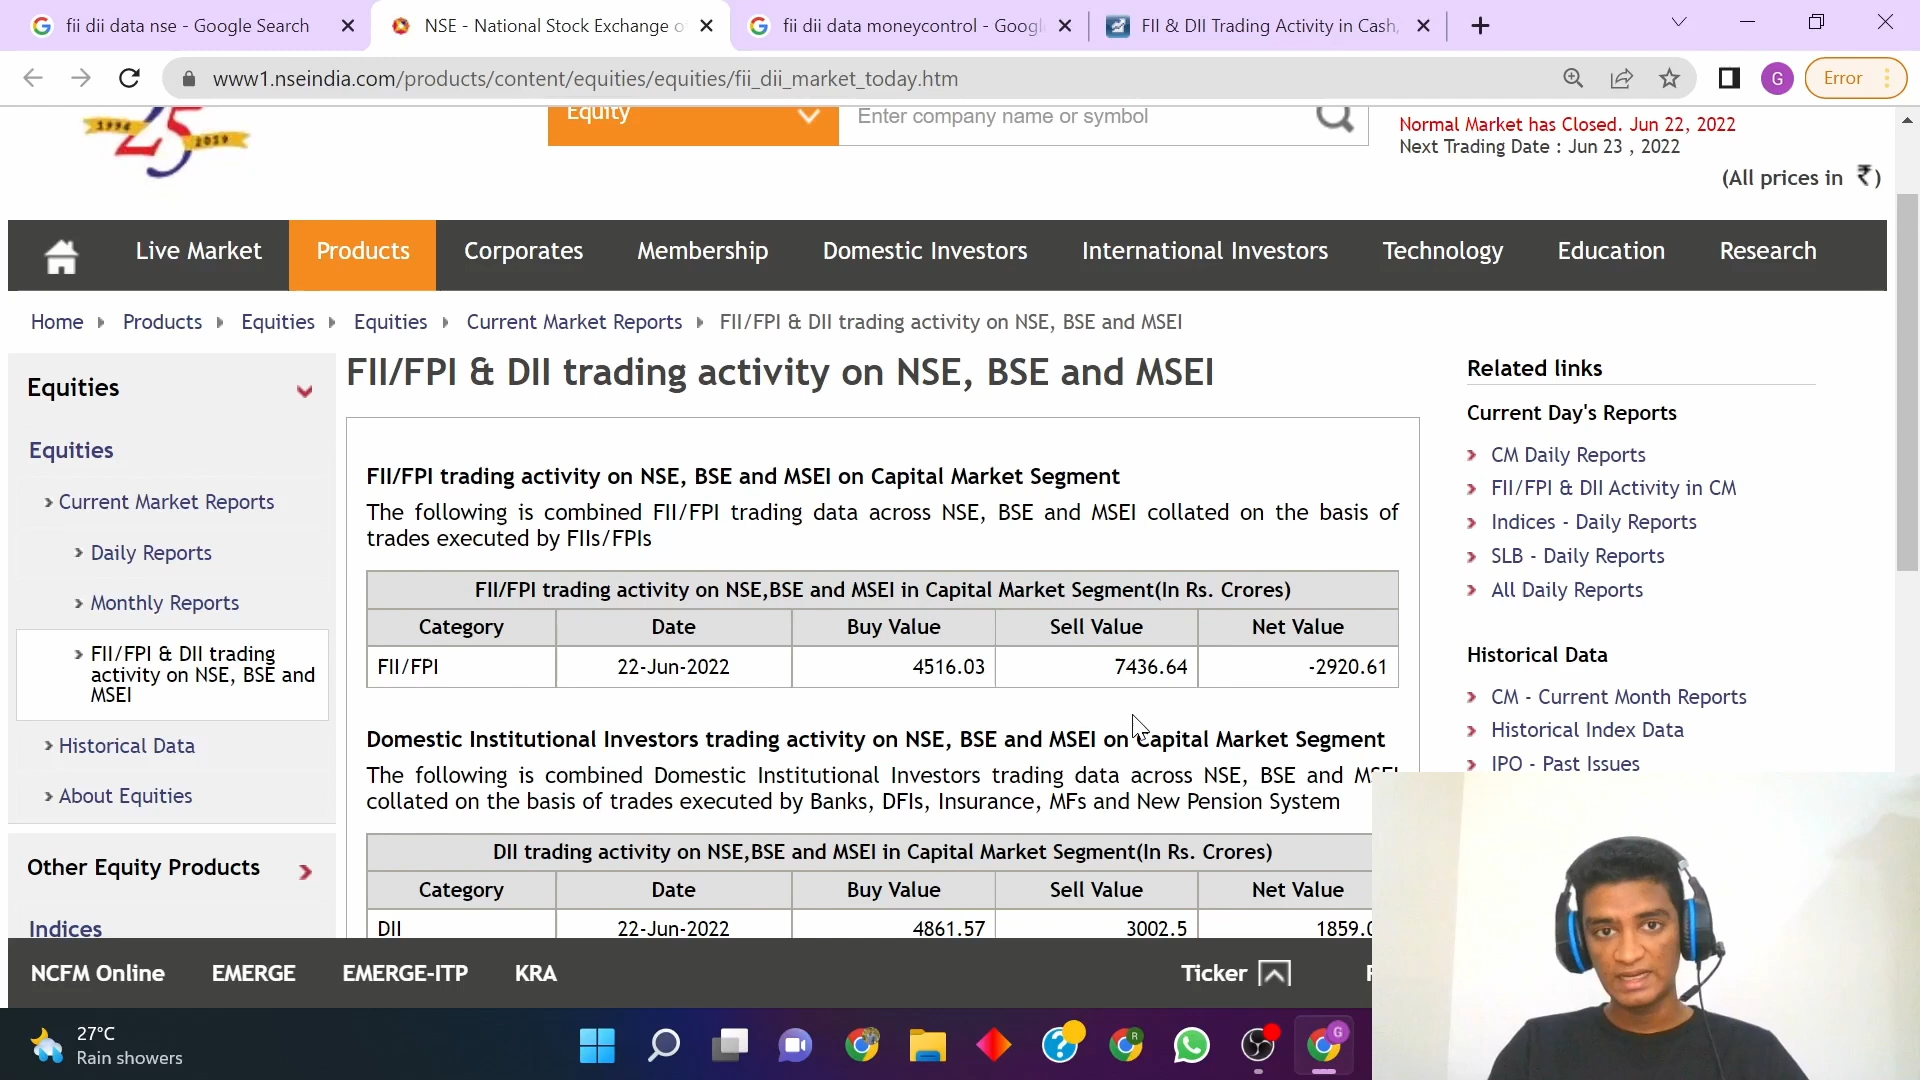 fii dii data nse - Google Search
NSE - National Stock Exchange o
fii dii data moneycontrol - Googl
FII & DII Trading Activity in Cash,
www1.nseindia.com/products/content/equities/equities/fii_dii_market_today.htm
G
Error
1994
25
2019
Equity
Enter company name or symbol
Normal Market has Closed. Jun 22, 2022
Next Trading Date : Jun 23 , 2022
(All prices in ₹)
Live Market
Products
Corporates
Membership
Domestic Investors
International Investors
Technology
Education
Research
Home
Products
Equities
Equities
Current Market Reports
FII/FPI & DII trading activity on NSE, BSE and MSEI
Equities
Equities
Current Market Reports
Daily Reports
Monthly Reports
FII/FPI & DII trading
activity on NSE, BSE and
MSEI
Historical Data
About Equities
Other Equity Products
Indices
FII/FPI & DII trading activity on NSE, BSE and MSEI
FII/FPI trading activity on NSE, BSE and MSEI on Capital Market Segment
The following is combined FII/FPI trading data across NSE, BSE and MSEI collated on the basis of
trades executed by FIIs/FPIs
FII/FPI trading activity on NSE,BSE and MSEI in Capital Market Segment(In Rs. Crores)
Category Date Buy Value Sell Value Net Value
FII/FPI 22-Jun-2022 4516.03 7436.64 -2920.61
Domestic Institutional Investors trading activity on NSE, BSE and MSEI on Capital Market Segment
The following is combined Domestic Institutional Investors trading data across NSE, BSE and MSEI
collated on the basis of trades executed by Banks, DFIs, Insurance, MFs and New Pension System
DII trading activity on NSE,BSE and MSEI in Capital Market Segment(In Rs. Crores)
Category Date Buy Value Sell Value Net Value
DII 22-Jun-2022 4861.57 3002.5 1859.0
Related links
Current Day's Reports
CM Daily Reports
FII/FPI & DII Activity in CM
Indices - Daily Reports
SLB - Daily Reports
All Daily Reports
Historical Data
CM - Current Month Reports
Historical Index Data
IPO - Past Issues
NCFM Online
EMERGE
EMERGE-ITP
KRA
Ticker
F
27°C
Rain showers
R
G